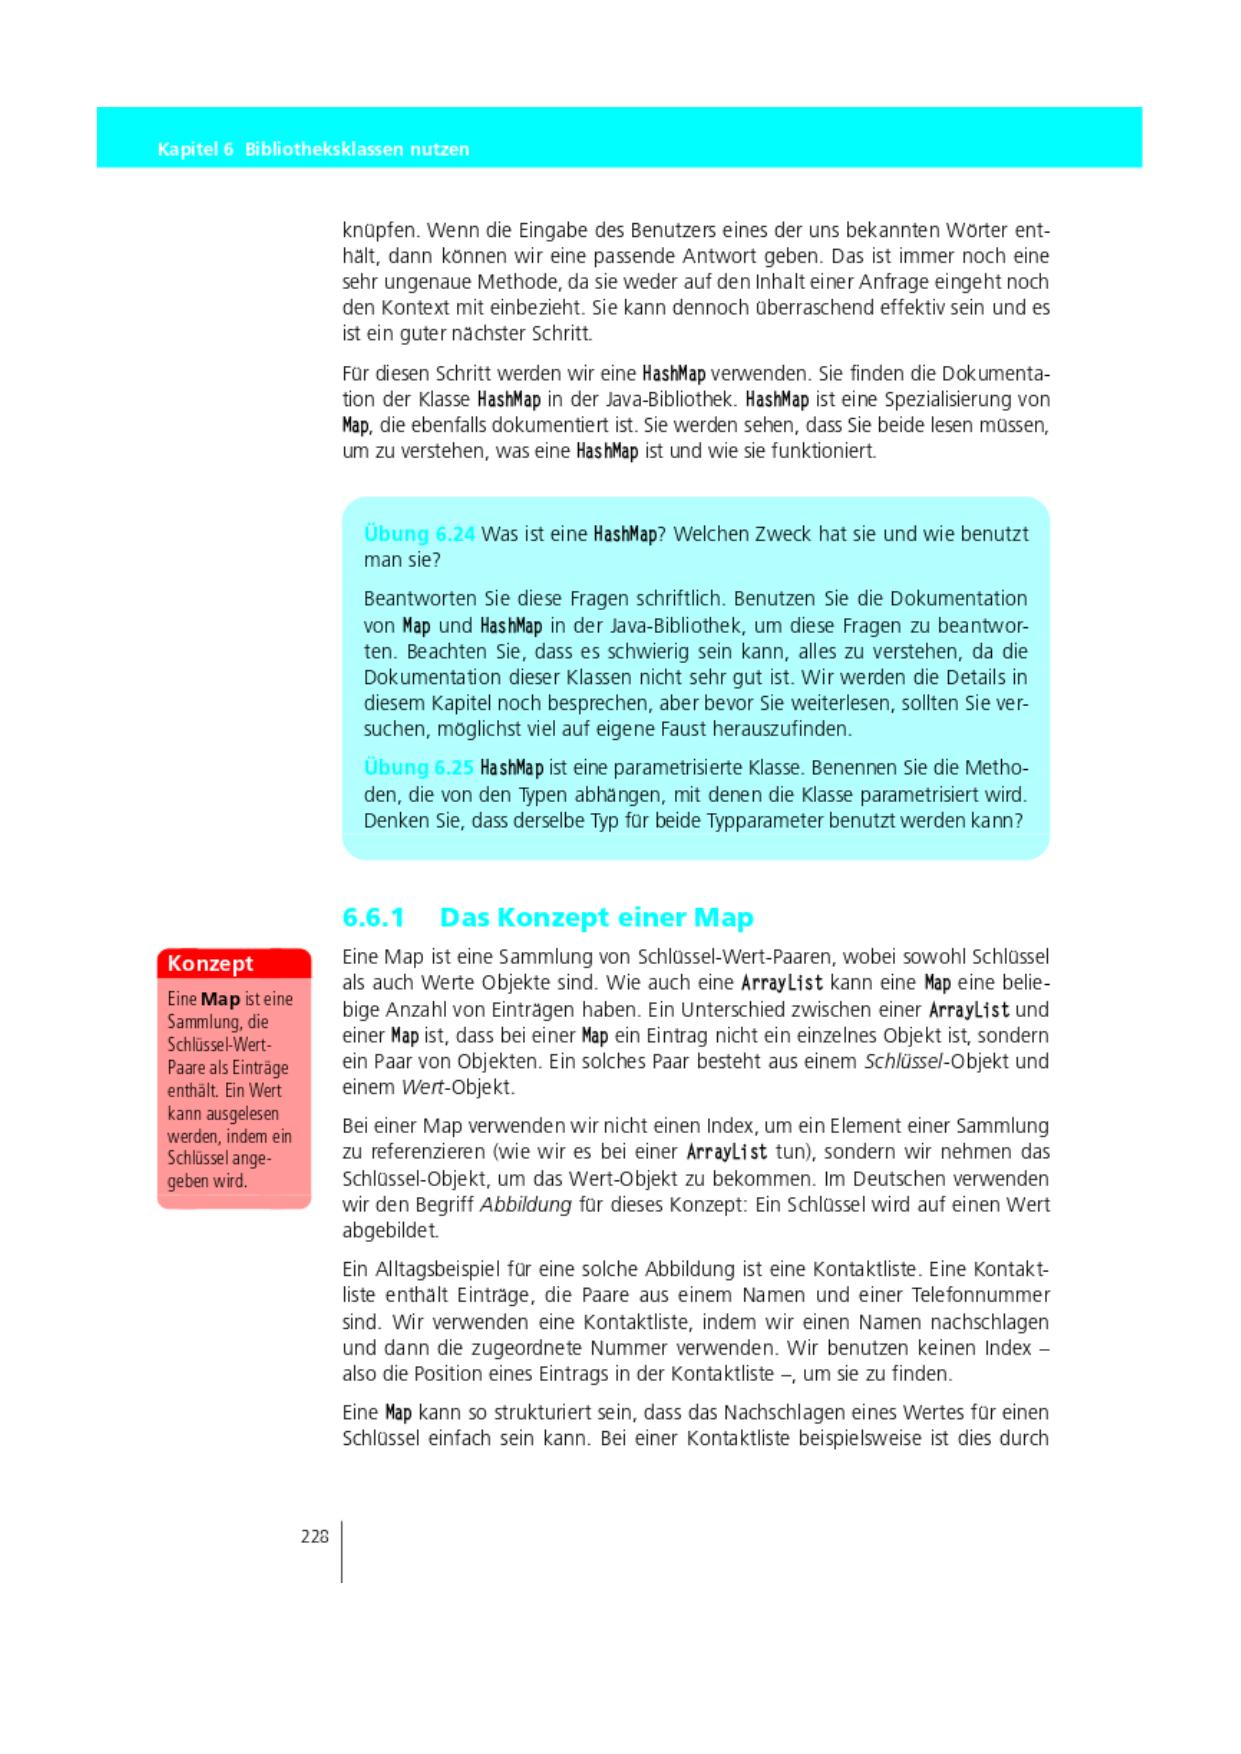 Kapitel 6 Bibliotheksklassen nutzen
knüpfen. Wenn die Eingabe des Benutzers eines der uns bekannten Wörter ent-
hält, dann können wir eine passende Antwort geben. Das ist immer noch eine
sehr ungenaue Methode, da sie weder auf den Inhalt einer Anfrage eingeht noch
den Kontext mit einbezieht. Sie kann dennoch überraschend effektiv sein und es
ist ein guter nächster Schritt.
Für diesen Schritt werden wir eine HashMap verwenden. Sie finden die Dokumenta-
tion der Klasse HashMap in der Java-Bibliothek. HashMap ist eine Spezialisierung von
Map, die ebenfalls dokumentiert ist. Sie werden sehen, dass Sie beide lesen müssen,
um zu verstehen, was eine HashMap ist und wie sie funktioniert.
Übung 6.24 Was ist eine HashMap? Welchen Zweck hat sie und wie benutzt
man sie?
Beantworten Sie diese Fragen schriftlich. Benutzen Sie die Dokumentation
von Map und HashMap in der Java-Bibliothek, um diese Fragen zu beantwor-
ten. Beachten Sie, dass es schwierig sein kann, alles zu verstehen, da die
Dokumentation dieser Klassen nicht sehr gut ist. Wir werden die Details in
diesem Kapitel noch besprechen, aber bevor Sie weiterlesen, sollten Sie ver-
suchen, möglichst viel auf eigene Faust herauszufinden.
Übung 6.25 HashMap ist eine parametrisierte Klasse. Benennen Sie die Metho-
den, die von den Typen abhängen, mit denen die Klasse parametrisiert wird.
Denken Sie, dass derselbe Typ für beide Typparameter benutzt werden kann?
6.6.1 Das Konzept einer Map
Konzept
Eine Map ist eine
Sammlung, die
Schlüssel-Wert-
Paare als Einträge
enthält. Ein Wert
kann ausgelesen
werden, indem ein
Schlüssel ange-
geben wird.
Eine Map ist eine Sammlung von Schlüssel-Wert-Paaren, wobei sowohl Schlüssel
als auch Werte Objekte sind. Wie auch eine ArrayList kann eine Map eine belie-
bige Anzahl von Einträgen haben. Ein Unterschied zwischen einer ArrayList und
einer Map ist, dass bei einer Map ein Eintrag nicht ein einzelnes Objekt ist, sondern
ein Paar von Objekten. Ein solches Paar besteht aus einem Schlüssel-Objekt und
einem Wert-Objekt.
Bei einer Map verwenden wir nicht einen Index, um ein Element einer Sammlung
zu referenzieren (wie wir es bei einer ArrayList tun), sondern wir nehmen das
Schlüssel-Objekt, um das Wert-Objekt zu bekommen. Im Deutschen verwenden
wir den Begriff Abbildung für dieses Konzept: Ein Schlüssel wird auf einen Wert
abgebildet.
Ein Alltagsbeispiel für eine solche Abbildung ist eine Kontaktliste. Eine Kontakt-
liste enthält Einträge, die Paare aus einem Namen und einer Telefonnummer
sind. Wir verwenden eine Kontaktliste, indem wir einen Namen nachschlagen
und dann die zugeordnete Nummer verwenden. Wir benutzen keinen Index –
also die Position eines Eintrags in der Kontaktliste –, um sie zu finden.
Eine Map kann so strukturiert sein, dass das Nachschlagen eines Wertes für einen
Schlüssel einfach sein kann. Bei einer Kontaktliste beispielsweise ist dies durch
228